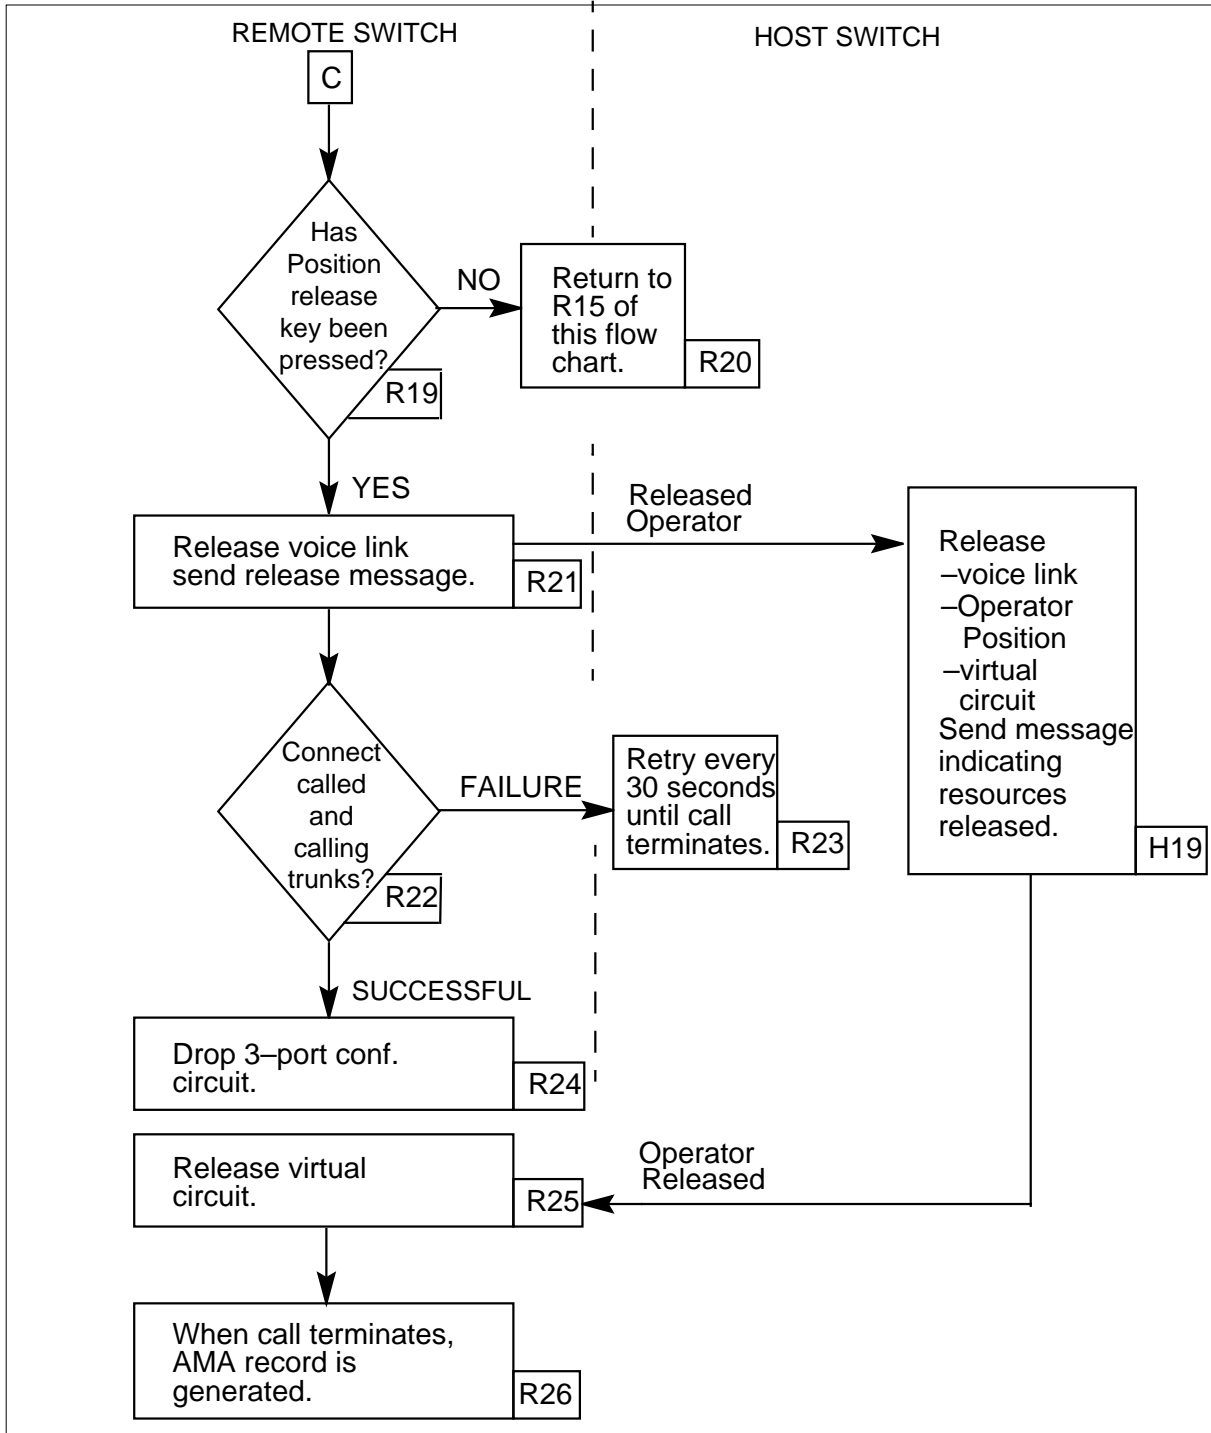 REMOTE SWITCH
HOST SWITCH
C
Has
Position
release
key been
pressed?
R19
NO
Return to
R15 of
this flow
chart.
R20
YES
Release voice link
send release message.
R21
Released
Operator
Release
–voice link
–Operator
Position
–virtual
circuit
Send message
indicating
resources
released.
H19
Connect
called
and
calling
trunks?
R22
FAILURE
Retry every
30 seconds
until call
terminates.
R23
SUCCESSFUL
Drop 3–port conf.
circuit.
R24
Operator
Released
Release virtual
circuit.
R25
When call terminates,
AMA record is
generated.
R26